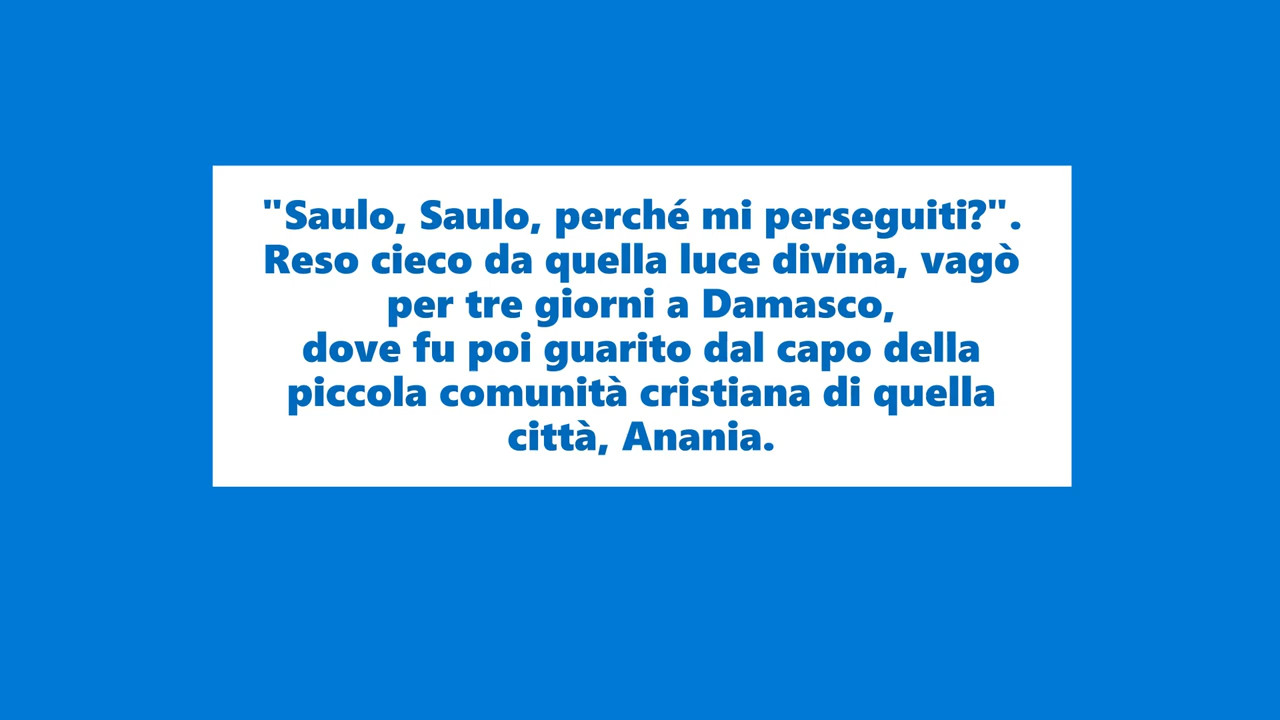 "Saulo, Saulo, perché mi perseguiti?".
Reso cieco da quella luce divina, vagò
per tre giorni a Damasco,
dove fu poi guarito dal capo della
piccola comunità cristiana di quella
città, Anania.